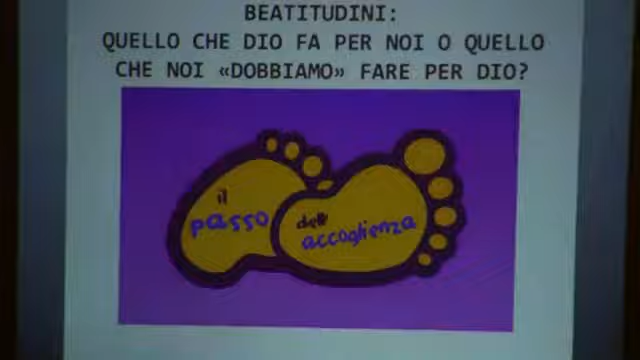 BEATITUDINI:
QUELLO CHE DIO FA PER NOI O QUELLO
CHE NOI «DOBBIAMO» FARE PER DIO?
il
passo
dell'
accoglienza